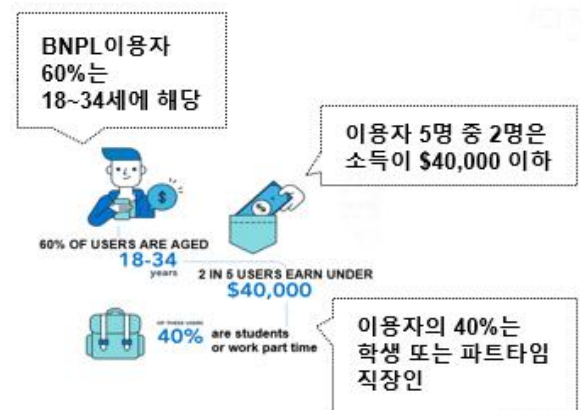 BNPL이용자
60%는
18~34세에 해당
이용자 5명 중 2명은
소득이 $40,000 이하
60% OF USERS ARE AGED
18-34
years
2 IN 5 USERS EARN UNDER
$40,000
OF THESE USERS
40% are students
or work part time
이용자의 40%는
학생 또는 파트타임
직장인